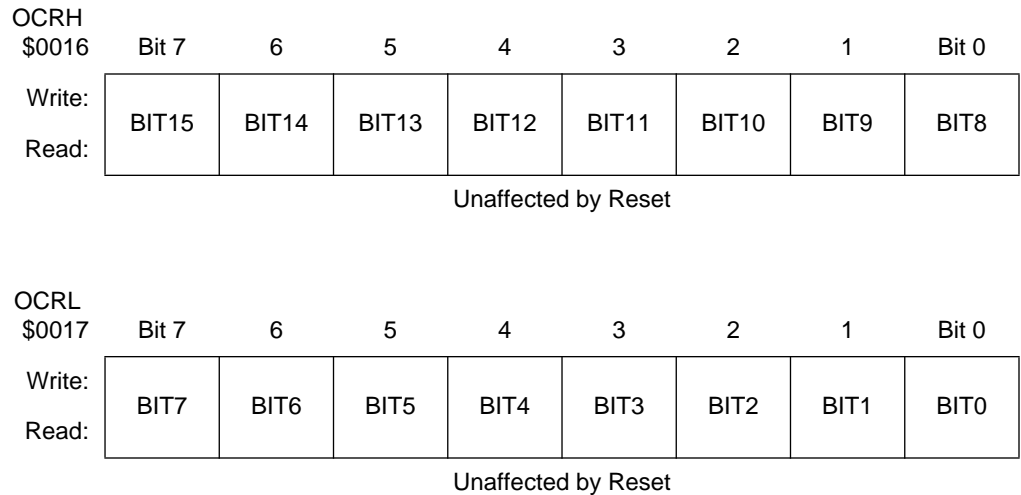 OCRH
$0016 Bit 7 6 5 4 3 2 1 Bit 0
Write:
BIT15 BIT14 BIT13 BIT12 BIT11 BIT10 BIT9 BIT8
Read:
Unaffected by Reset
OCRL
$0017 Bit 7 6 5 4 3 2 1 Bit 0
Write:
BIT7 BIT6 BIT5 BIT4 BIT3 BIT2 BIT1 BIT0
Read:
Unaffected by Reset